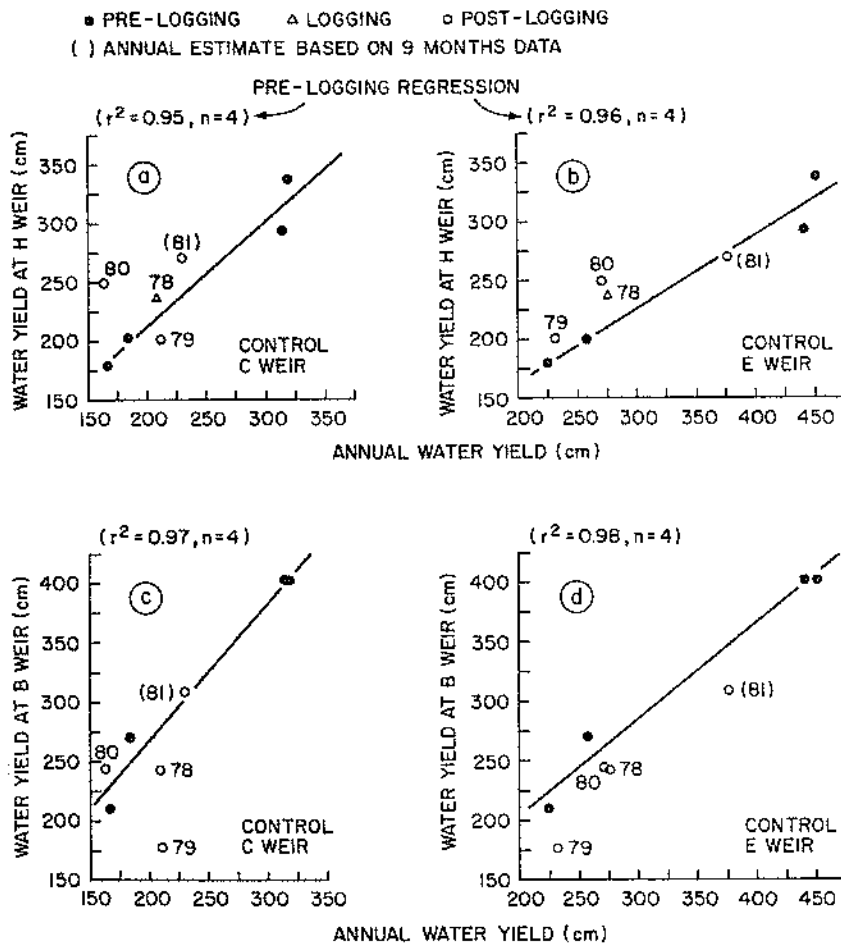 ● PRE-LOGGING △ LOGGING ○ POST-LOGGING
( ) ANNUAL ESTIMATE BASED ON 9 MONTHS DATA
PRE-LOGGING REGRESSION
(r²=0.95, n=4)
(r²=0.96, n=4)
WATER YIELD AT H WEIR (cm)
350
300
250
200
150
a
80
(81)
78
79
CONTROL
C WEIR
150 200 250 300
WATER YIELD AT H WEIR (cm)
350
300
250
200
150
b
80
78
79
(81)
CONTROL
E WEIR
200 250 300 350 400 450
ANNUAL WATER YIELD (cm)
(r²=0.97, n=4)
(r²=0.98, n=4)
WATER YIELD AT B WEIR (cm)
400
350
300
250
200
150
c
(81)
80
78
79
CONTROL
C WEIR
150 200 250 300
WATER YIELD AT B WEIR (cm)
400
350
300
250
200
150
d
(81)
80
78
79
CONTROL
E WEIR
200 250 300 350 400 450
ANNUAL WATER YIELD (cm)